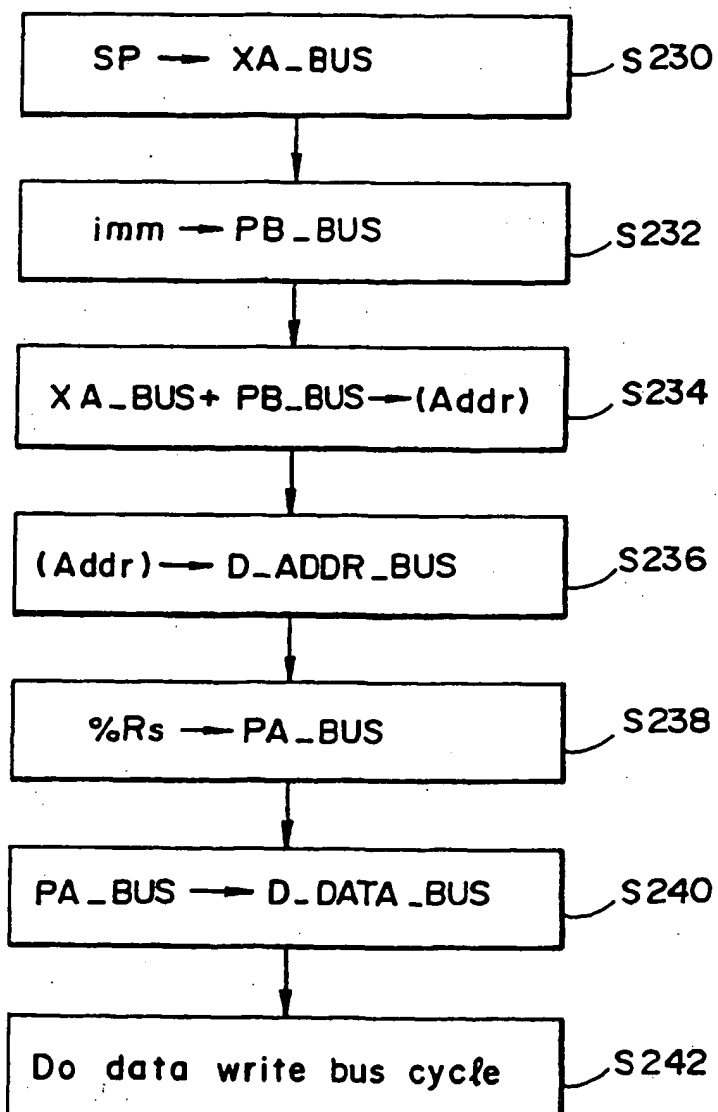 SP → XA_BUS S230
imm → PB_BUS S232
XA_BUS+ PB_BUS→(Addr) S234
(Addr)→ D_ADDR_BUS S236
%Rs → PA_BUS S238
PA_BUS → D_DATA_BUS S240
Do data write bus cycle S242